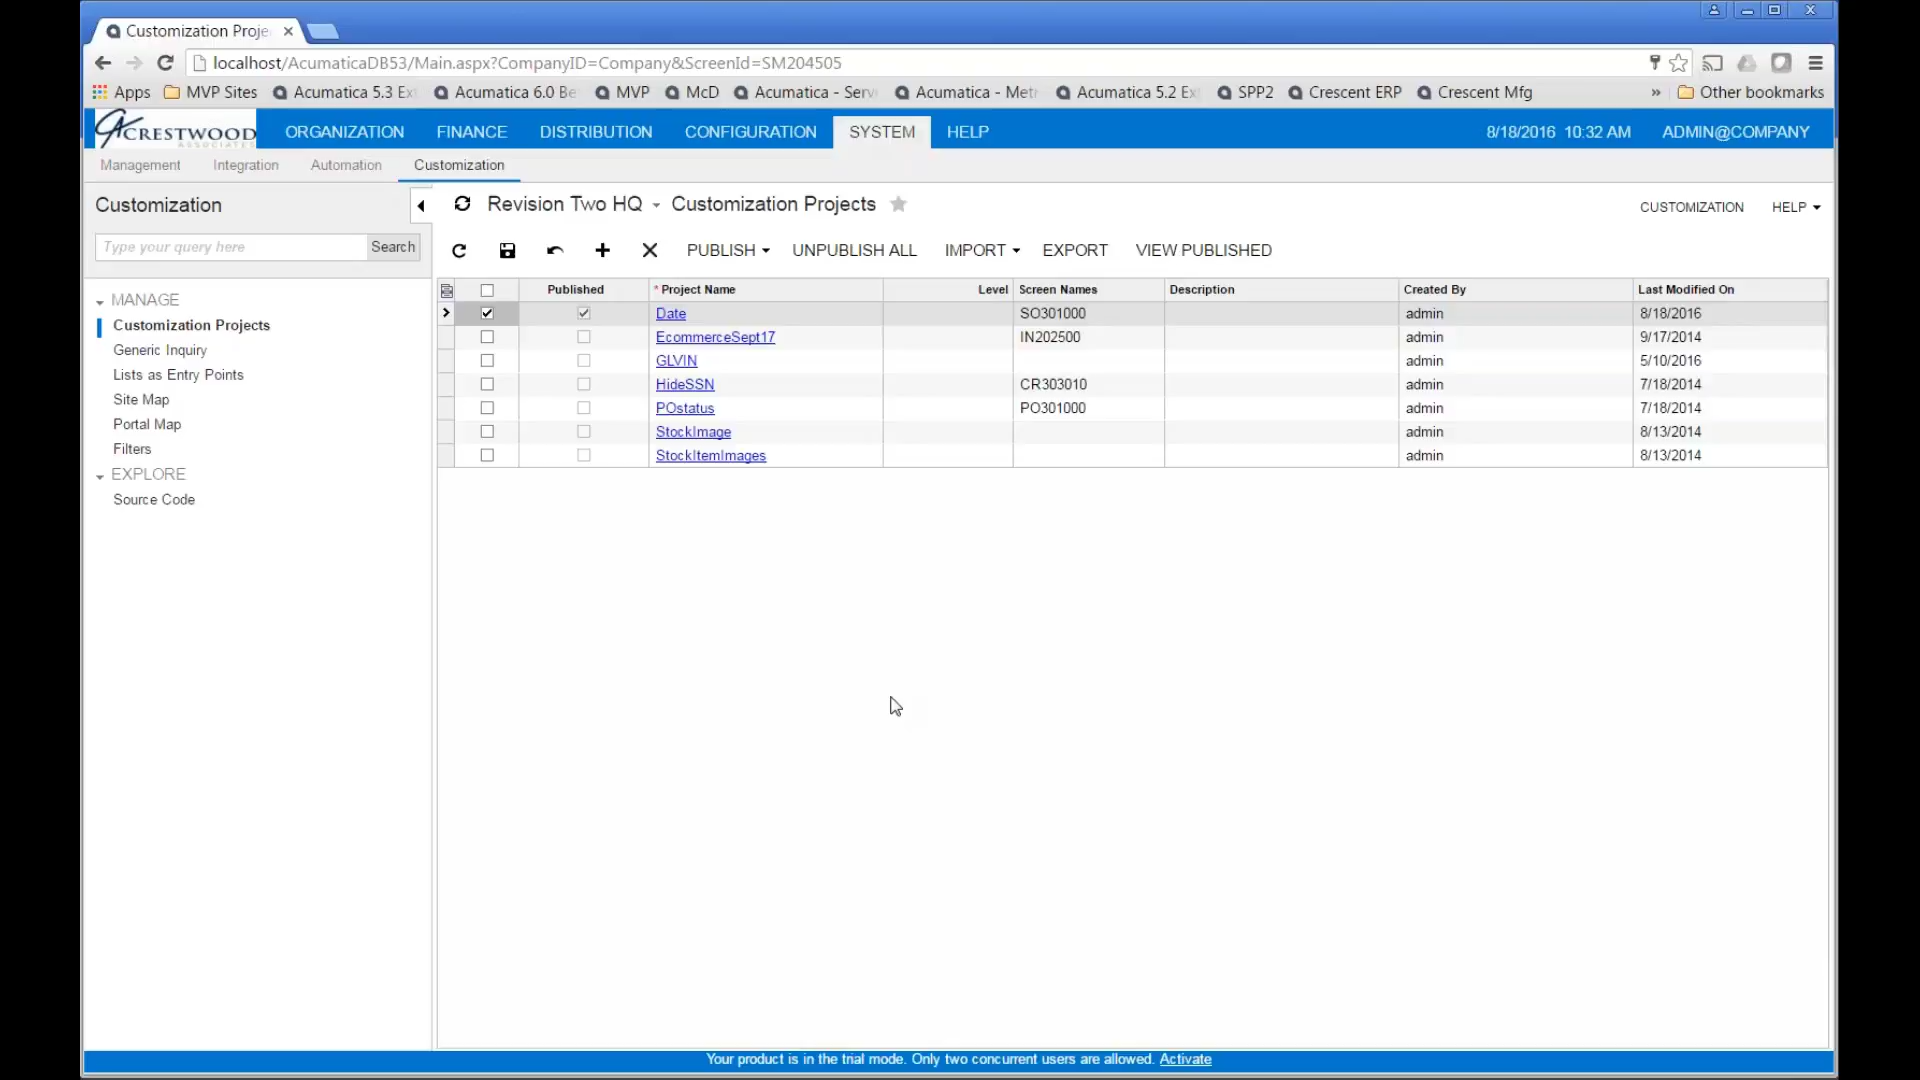 Customization Proje
localhost/AcumaticaDB53/Main.aspx?CompanyID=Company&ScreenId=SM204505
Apps MVP Sites Acumatica 5.3 Ex Acumatica 6.0 Be MVP McD Acumatica - Serv Acumatica - Met Acumatica 5.2 Ex SPP2 Crescent ERP Crescent Mfg » Other bookmarks
ACRESTWOOD ASSOCIATES ORGANIZATION FINANCE DISTRIBUTION CONFIGURATION SYSTEM HELP 8/18/2016 10:32 AM ADMIN@COMPANY
Management Integration Automation Customization
Customization Revision Two HQ Customization Projects CUSTOMIZATION HELP
Type your query here Search PUBLISH UNPUBLISH ALL IMPORT EXPORT VIEW PUBLISHED
Published * Project Name Level Screen Names Description Created By Last Modified On
Date SO301000 admin 8/18/2016
EcommerceSept17 IN202500 admin 9/17/2014
GLVIN admin 5/10/2016
HideSSN CR303010 admin 7/18/2014
POstatus PO301000 admin 7/18/2014
StockImage admin 8/13/2014
StockItemImages admin 8/13/2014
MANAGE
Customization Projects
Generic Inquiry
Lists as Entry Points
Site Map
Portal Map
Filters
EXPLORE
Source Code
Your product is in the trial mode. Only two concurrent users are allowed. Activate